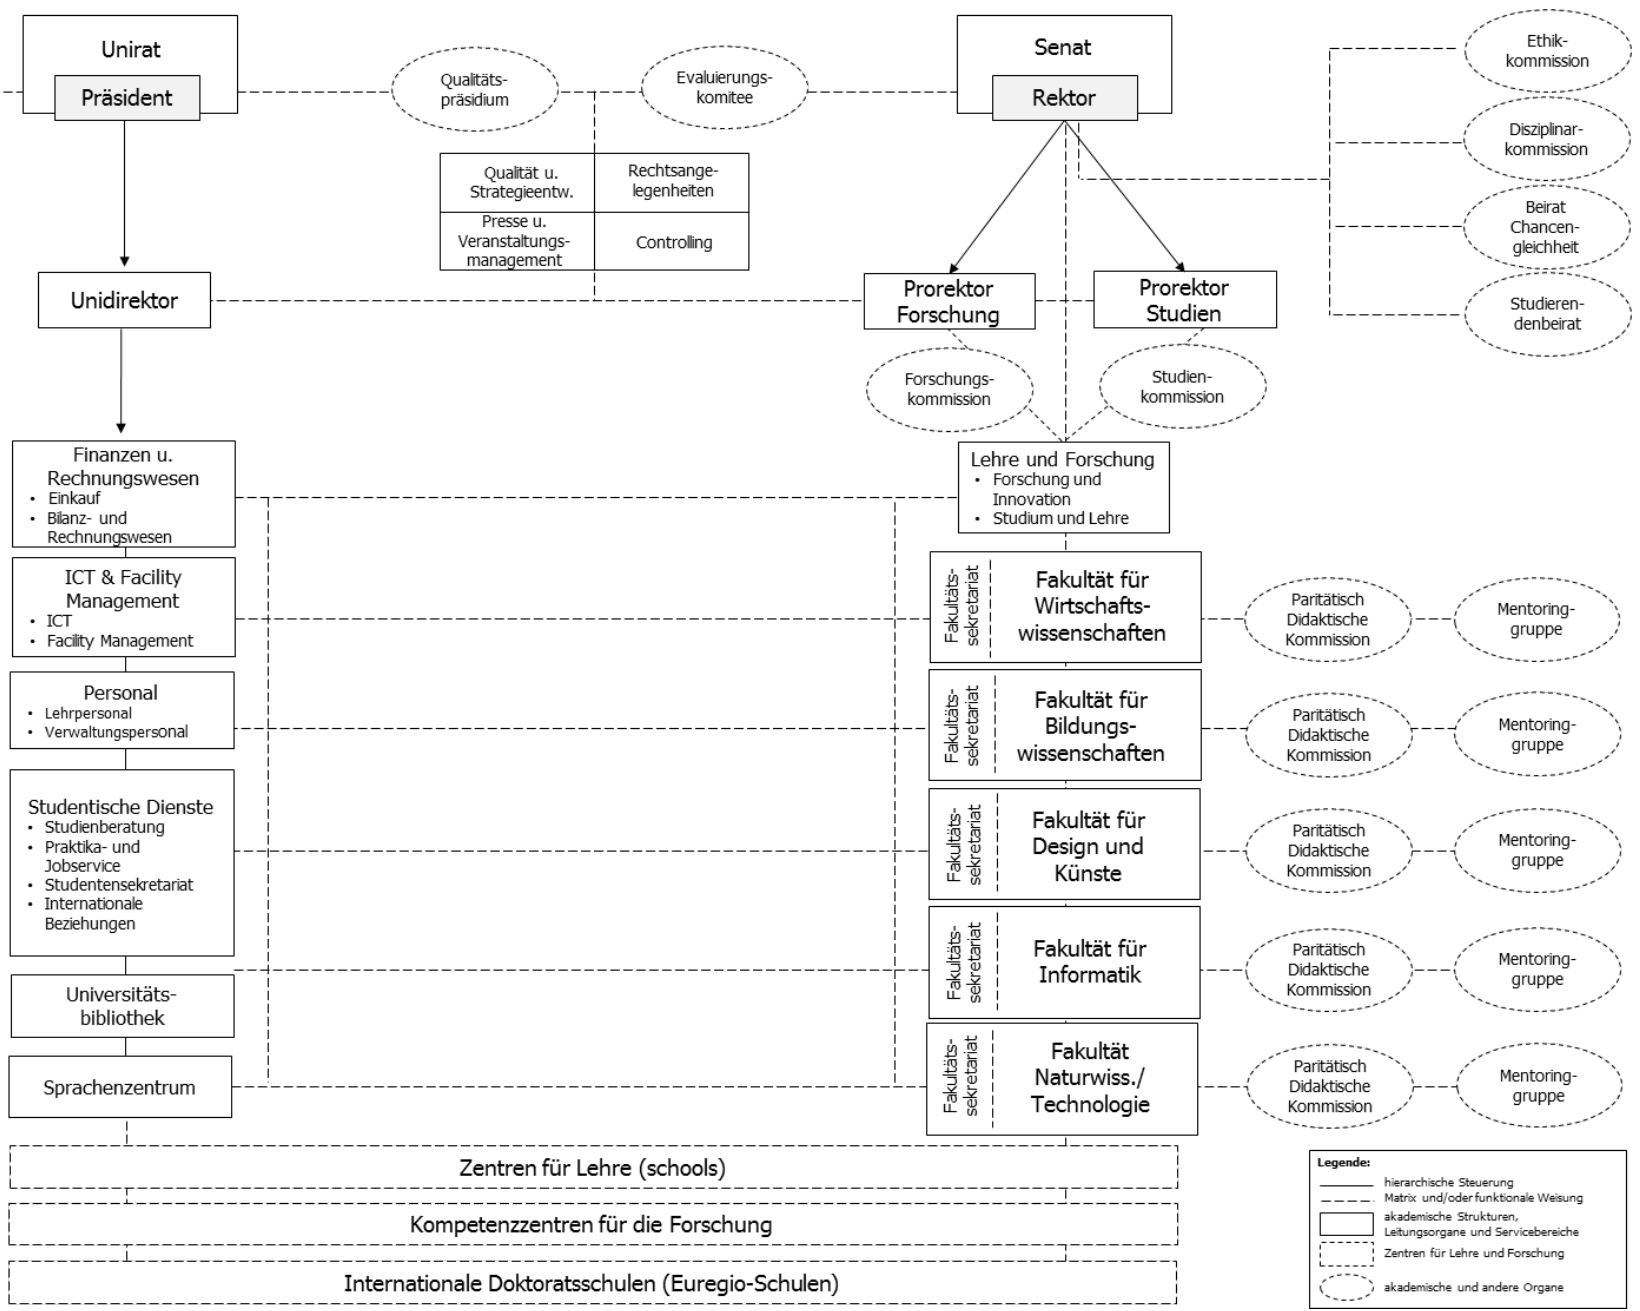 Unirat
Präsident
Qualitäts-
präsidium
Evaluierungs-
komitee
Senat
Rektor
Ethik-
kommission
Disziplinar-
kommission
Beirat
Chancen-
gleichheit
Studieren-
denbeirat
Qualität u.
Strategieentw.
Rechtsange-
legenheiten
Presse u.
Veranstaltungs-
management
Controlling
Unidirektor
Prorektor
Forschung
Prorektor
Studien
Forschungs-
kommission
Studien-
kommission
Finanzen u.
Rechnungswesen
• Einkauf
• Bilanz- und
Rechnungswesen
Lehre und Forschung
• Forschung und
Innovation
• Studium und Lehre
ICT & Facility
Management
• ICT
• Facility Management
Fakultäts-
sekretariat
Fakultät für
Wirtschafts-
wissenschaften
Paritätisch
Didaktische
Kommission
Mentoring-
gruppe
Personal
• Lehrpersonal
• Verwaltungspersonal
Fakultäts-
sekretariat
Fakultät für
Bildungs-
wissenschaften
Paritätisch
Didaktische
Kommission
Mentoring-
gruppe
Studentische Dienste
• Studienberatung
• Praktika- und
Jobservice
• Studentensekretariat
• Internationale
Beziehungen
Fakultäts-
sekretariat
Fakultät für
Design und
Künste
Paritätisch
Didaktische
Kommission
Mentoring-
gruppe
Universitäts-
bibliothek
Fakultäts-
sekretariat
Fakultät für
Informatik
Paritätisch
Didaktische
Kommission
Mentoring-
gruppe
Sprachenzentrum
Fakultäts-
sekretariat
Fakultät
Naturwiss./
Technologie
Paritätisch
Didaktische
Kommission
Mentoring-
gruppe
Zentren für Lehre (schools)
Kompetenzzentren für die Forschung
Internationale Doktoratsschulen (Euregio-Schulen)
Legende:
hierarchische Steuerung
Matrix und/oder funktionale Weisung
akademische Strukturen,
Leitungsorgane und Servicebereiche
Zentren für Lehre und Forschung
akademische und andere Organe